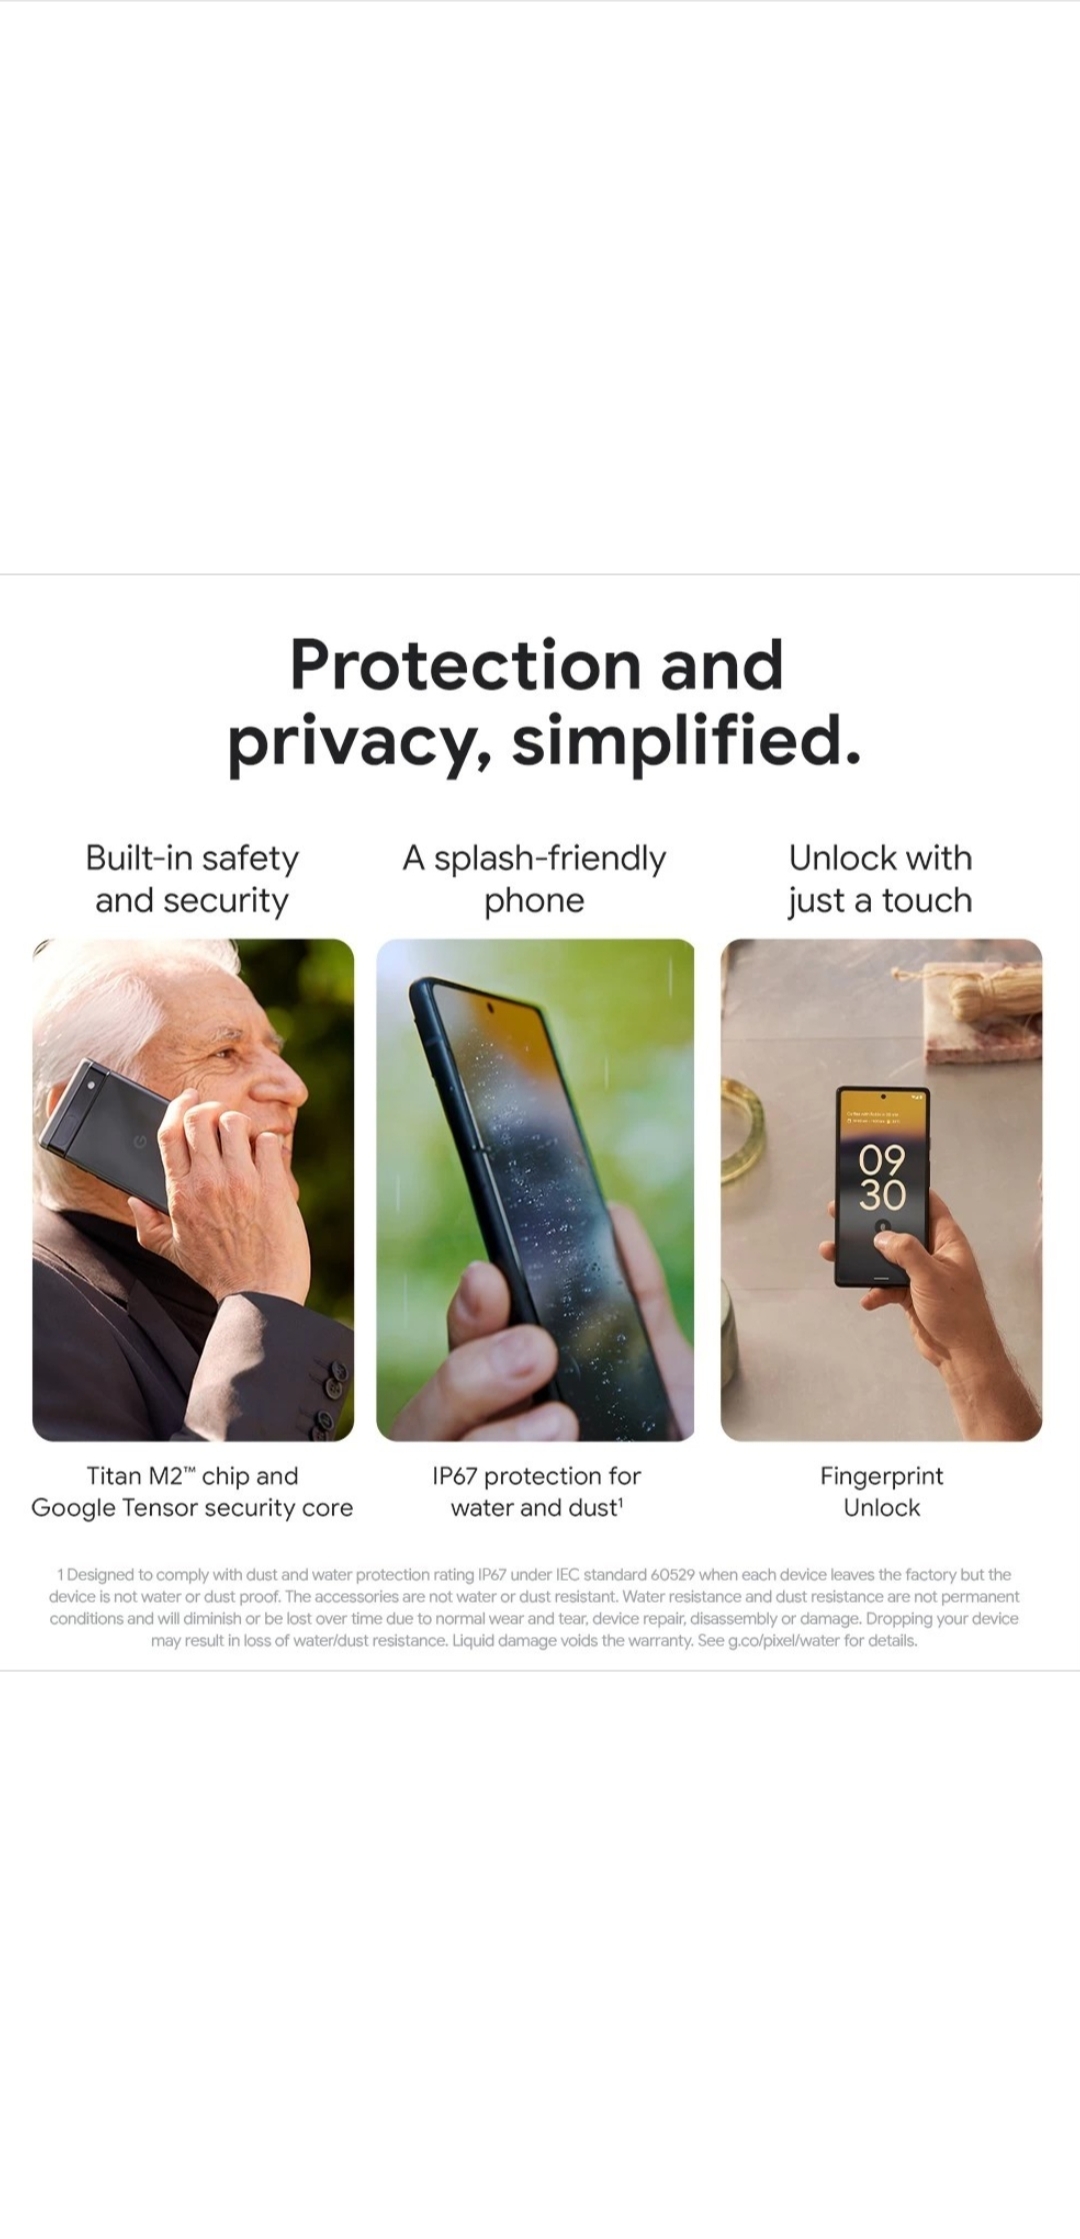 Protection and
privacy, simplified.
Built-in safety
and security
A splash-friendly
phone
Unlock with
just a touch
09
30
Titan M2™ chip and
Google Tensor security core
IP67 protection for
water and dust¹
Fingerprint
Unlock
1 Designed to comply with dust and water protection rating IP67 under IEC standard 60529 when each device leaves the factory but the
device is not water or dust proof. The accessories are not water or dust resistant. Water resistance and dust resistance are not permanent
conditions and will diminish or be lost over time due to normal wear and tear, device repair, disassembly or damage. Dropping your device
may result in loss of water/dust resistance. Liquid damage voids the warranty. See g.co/pixel/water for details.